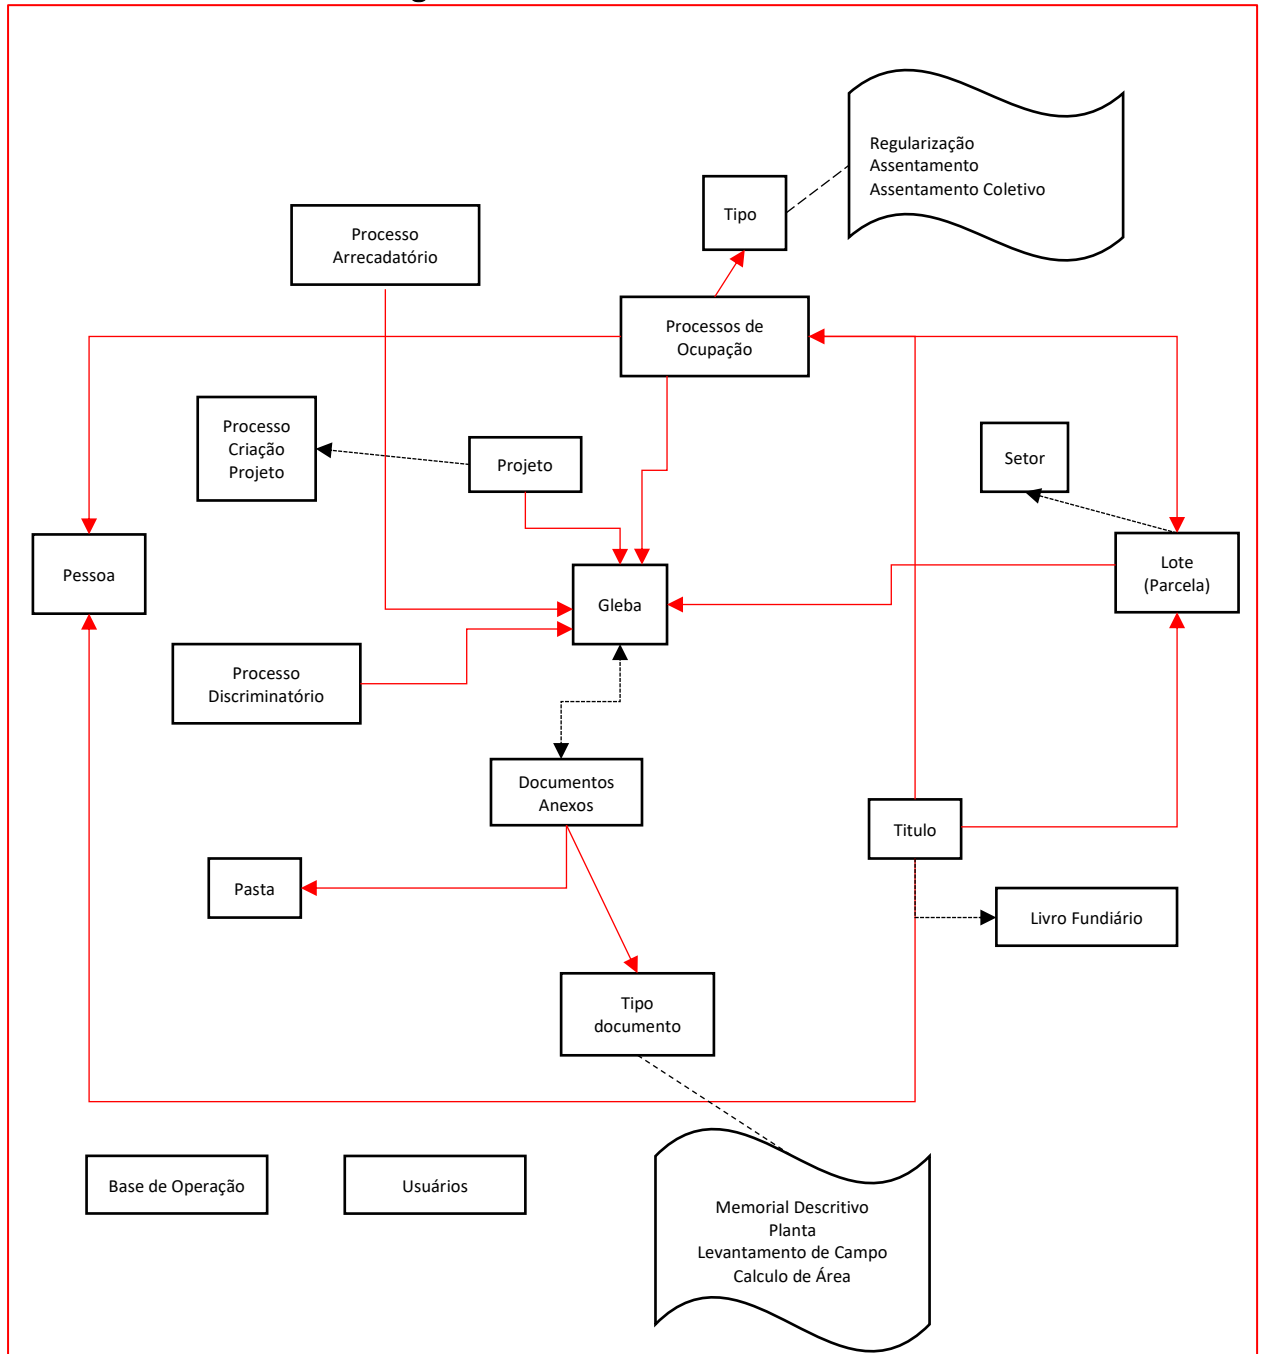 Regularização
Assentamento
Assentamento Coletivo
Tipo
Processo
Arrecadatório
Processos de
Ocupação
Processo
Criação
Projeto
Projeto
Setor
Pessoa
Gleba
Lote
(Parcela)
Processo
Discriminatório
Documentos
Anexos
Titulo
Pasta
Livro Fundiário
Tipo
documento
Base de Operação
Usuários
Memorial Descritivo
Planta
Levantamento de Campo
Calculo de Área